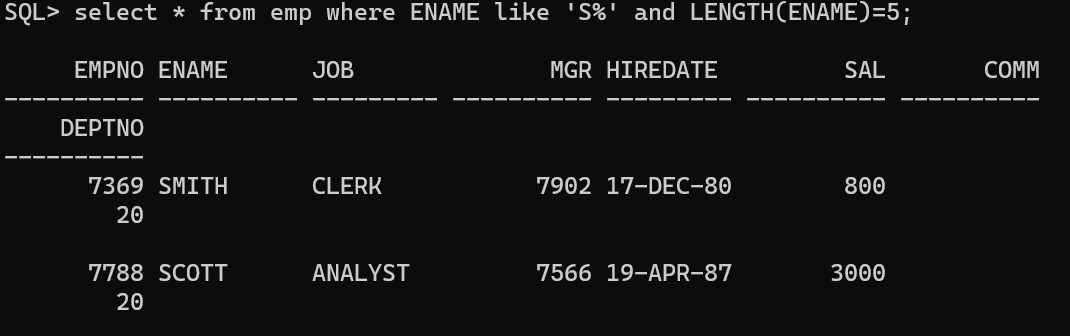 SQL> select * from emp where ENAME like 'S%' and LENGTH(ENAME)=5;

     EMPNO ENAME      JOB              MGR HIREDATE         SAL       COMM
---------- ---------- --------- ---------- --------- ---------- ----------
    DEPTNO
----------
      7369 SMITH      CLERK           7902 17-DEC-80        800
        20

      7788 SCOTT      ANALYST         7566 19-APR-87       3000
        20